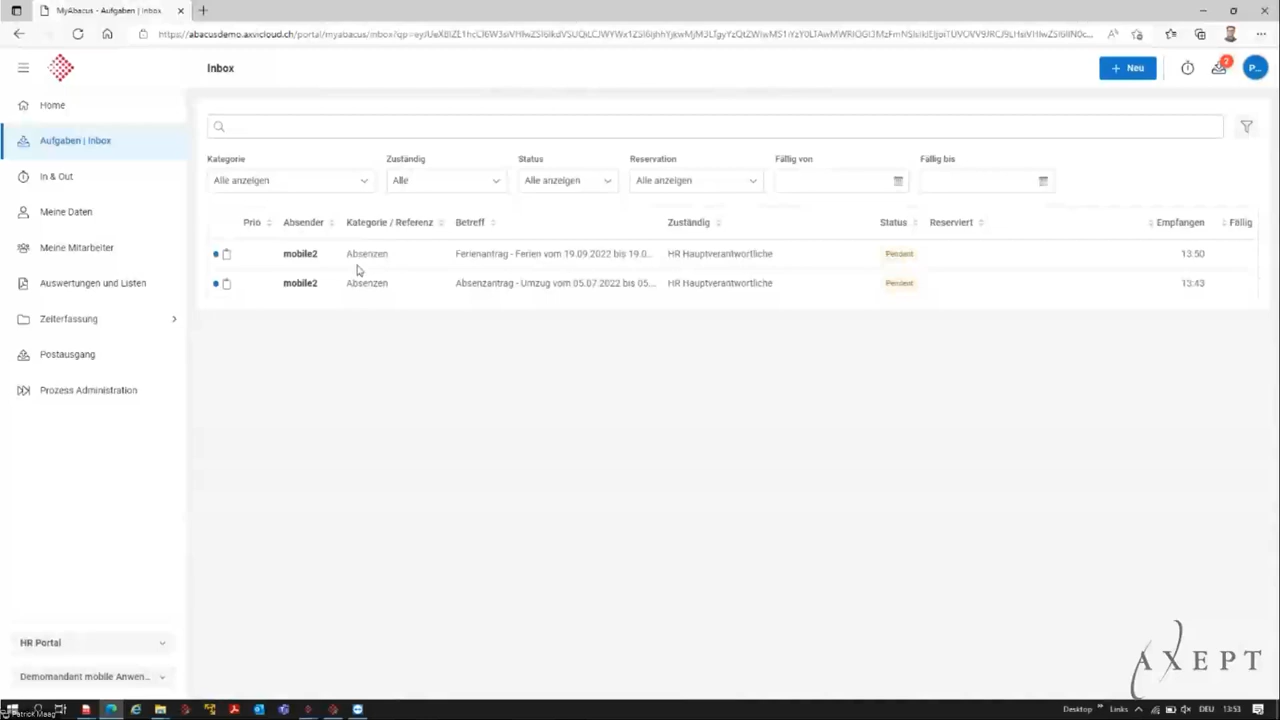 MyAbacus - Aufgaben | Inbox
Inbox
Neu
2
P...
Home
Aufgaben | Inbox
In & Out
Meine Daten
Meine Mitarbeiter
Auswertungen und Listen
Zeiterfassung
Postausgang
Prozess Administration
Kategorie Zuständig Status Reservation Fällig von Fällig bis
Alle anzeigen Alle Alle anzeigen Alle anzeigen
Prio Absender Kategorie / Referenz Betreff Zuständig Status Reserviert Empfangen Fällig
mobile2 Absenzen Ferienantrag - Ferien vom 19.09.2022 bis 19.0... HR Hauptverantwortliche Pendent 13:50
mobile2 Absenzen Absenzantrag - Umzug vom 05.07.2022 bis 05.... HR Hauptverantwortliche Pendent 13:43
HR Portal
Demomandant mobile Anwen...
AXEPT
Patrick Maag
Desktop Links DEU 13:53